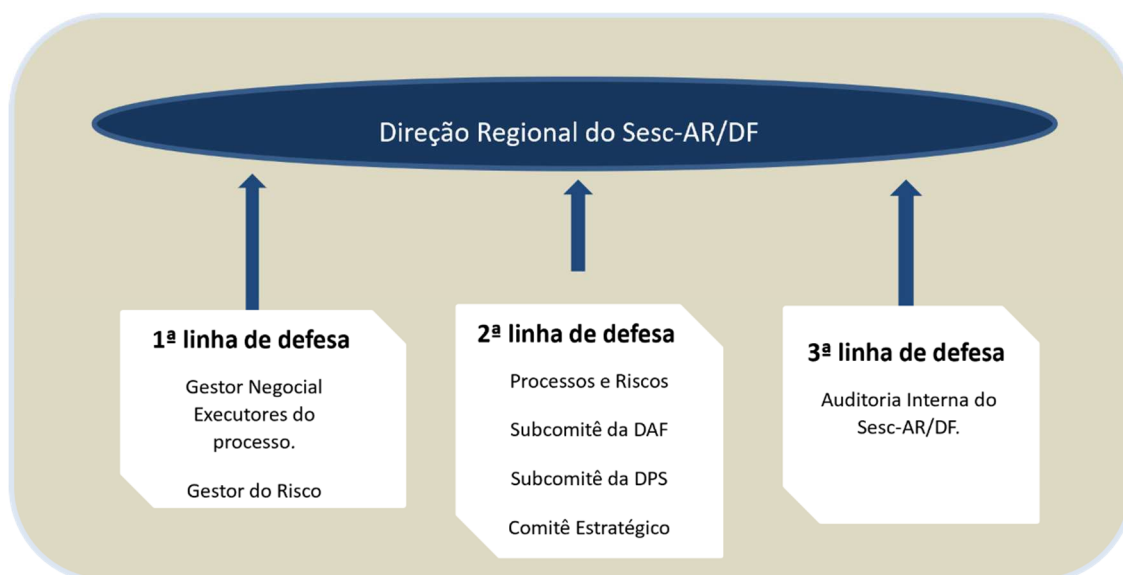 Direção Regional do Sesc-AR/DF
1ª linha de defesa
Gestor Negocial
Executores do
processo.
Gestor do Risco
2ª linha de defesa
Processos e Riscos
Subcomitê da DAF
Subcomitê da DPS
Comitê Estratégico
3ª linha de defesa
Auditoria Interna do
Sesc-AR/DF.